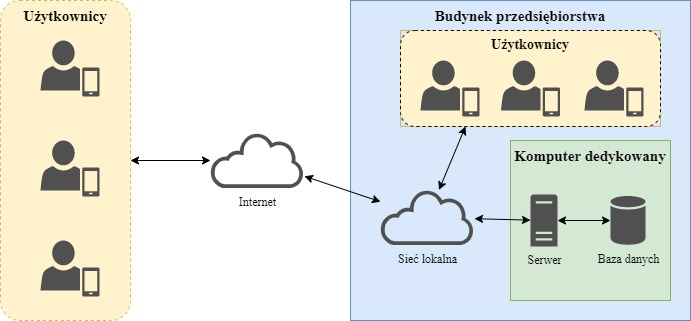 Użytkownicy
Budynek przedsiębiorstwa
Użytkownicy
Komputer dedykowany
Internet
Sieć lokalna
Serwer
Baza danych